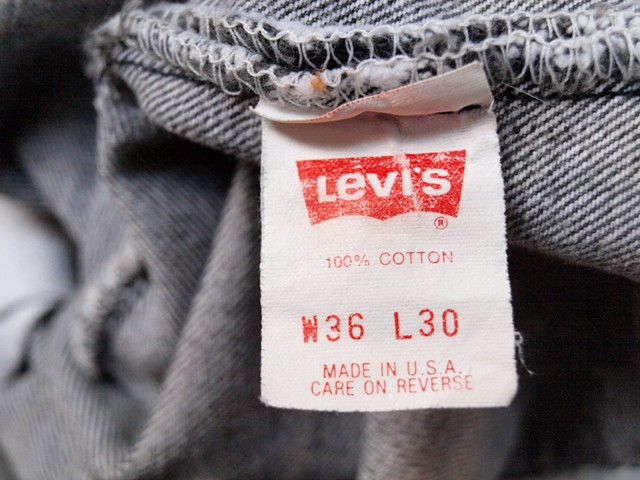 Levi's
®
100% COTTON
W36 L30
MADE IN U.S.A.
CARE ON REVERSE